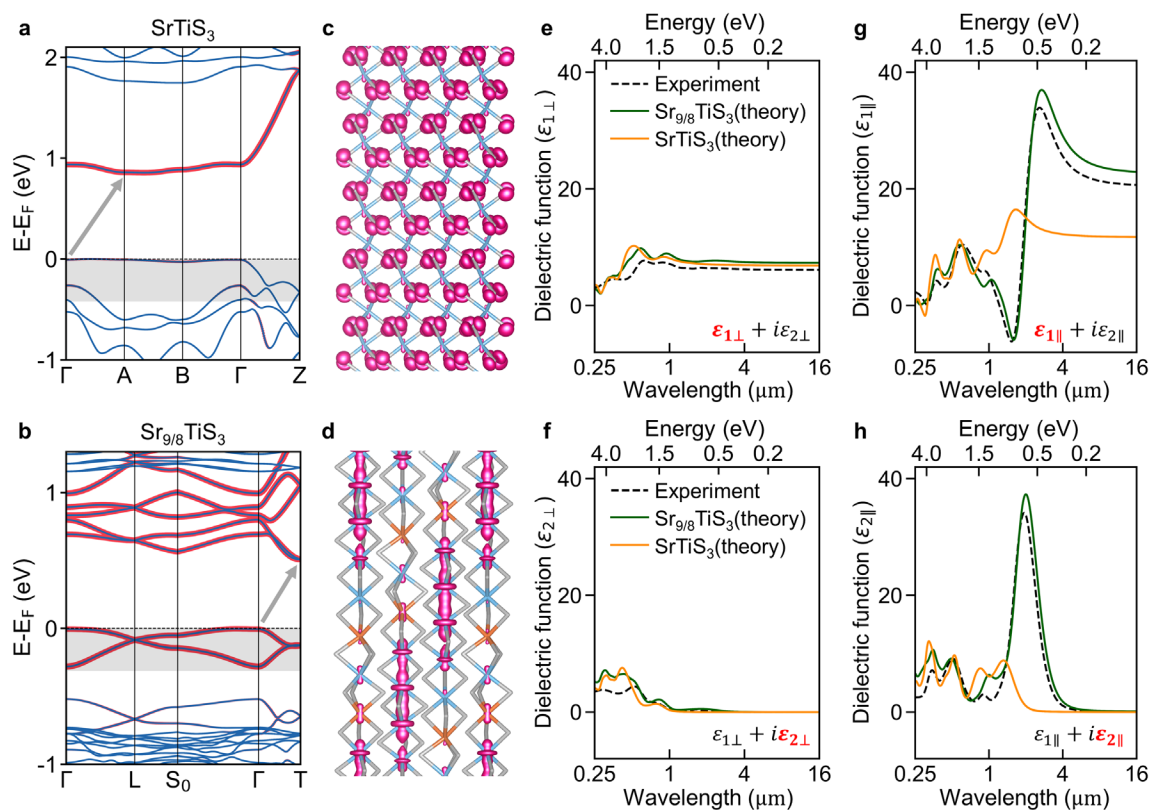 a
SrTiS3
2
1
0
-1
E-EF (eV)
Γ A B Γ Z
b
Sr9/8TiS3
1
0
-1
E-EF (eV)
Γ L S0 Γ T
c
d
e
Energy (eV)
4.0 1.5 0.5 0.2
40
20
0
Dielectric function (ε1⊥)
Experiment
Sr9/8TiS3(theory)
SrTiS3(theory)
ε1⊥ + iε2⊥
0.25 1 4 16
Wavelength (μm)
f
Energy (eV)
4.0 1.5 0.5 0.2
40
20
0
Dielectric function (ε2⊥)
Experiment
Sr9/8TiS3(theory)
SrTiS3(theory)
ε1⊥ + iε2⊥
0.25 1 4 16
Wavelength (μm)
g
Energy (eV)
4.0 1.5 0.5 0.2
40
20
0
Dielectric function (ε1∥)
ε1∥ + iε2∥
0.25 1 4 16
Wavelength (μm)
h
Energy (eV)
4.0 1.5 0.5 0.2
40
20
0
Dielectric function (ε2∥)
ε1∥ + iε2∥
0.25 1 4 16
Wavelength (μm)